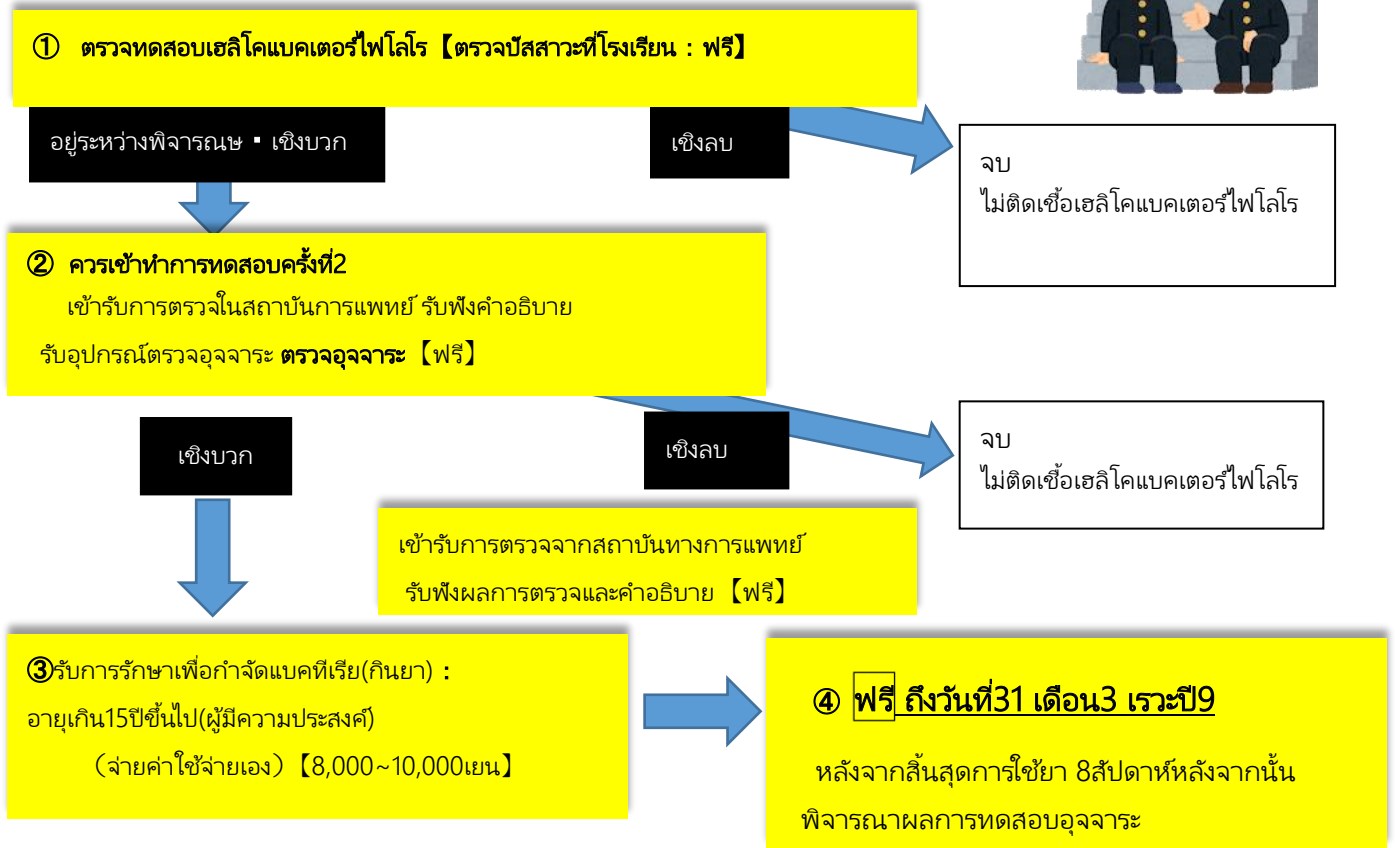 ① ตรวจทดสอบเฮลิโคแบคเตอร์ไฟโลโร【ตรวจปัสสาวะที่โรงเรียน : ฟรี】
อยู่ระหว่างพิจารณษ ▪ เชิงบวก
เชิงลบ
จบ
ไม่ติดเชื้อเฮลิโคแบคเตอร์ไฟโลโร
② ควรเข้าทำการทดสอบครั้งที่2
เข้ารับการตรวจในสถาบันการแพทย์ รับฟังคำอธิบาย
รับอุปกรณ์ตรวจอุจจาระ ตรวจอุจจาระ【ฟรี】
เชิงบวก
เชิงลบ
จบ
ไม่ติดเชื้อเฮลิโคแบคเตอร์ไฟโลโร
เข้ารับการตรวจจากสถาบันทางการแพทย์
รับฟังผลการตรวจและคำอธิบาย【ฟรี】
③รับการรักษาเพื่อกำจัดแบคทีเรีย(กินยา) :
อายุเกิน15ปีขึ้นไป(ผู้มีความประสงค์)
（จ่ายค่าใช้จ่ายเอง）【8,000~10,000เยน】
④ ฟรี ถึงวันที่31 เดือน3 เรวะปี9
หลังจากสิ้นสุดการใช้ยา 8สัปดาห์หลังจากนั้น
พิจารณาผลการทดสอบอุจจาระ